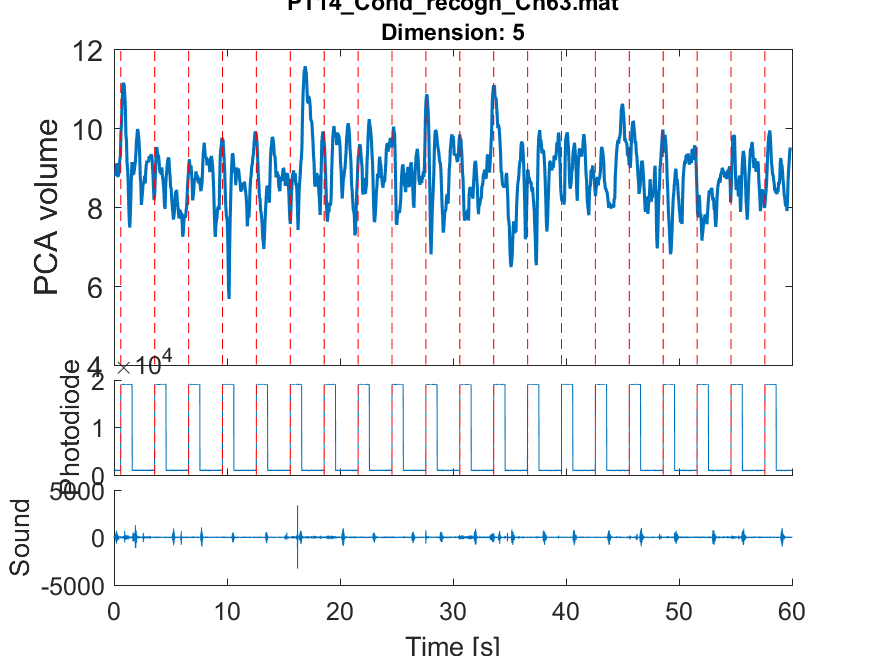 PT14_Cond_recogn_Ch63.mat
Dimension: 5
12
10
8
6
4
PCA volume
×10⁴
2
1
0
Photodiode
5000
0
-5000
Sound
0 10 20 30 40 50 60
Time [s]